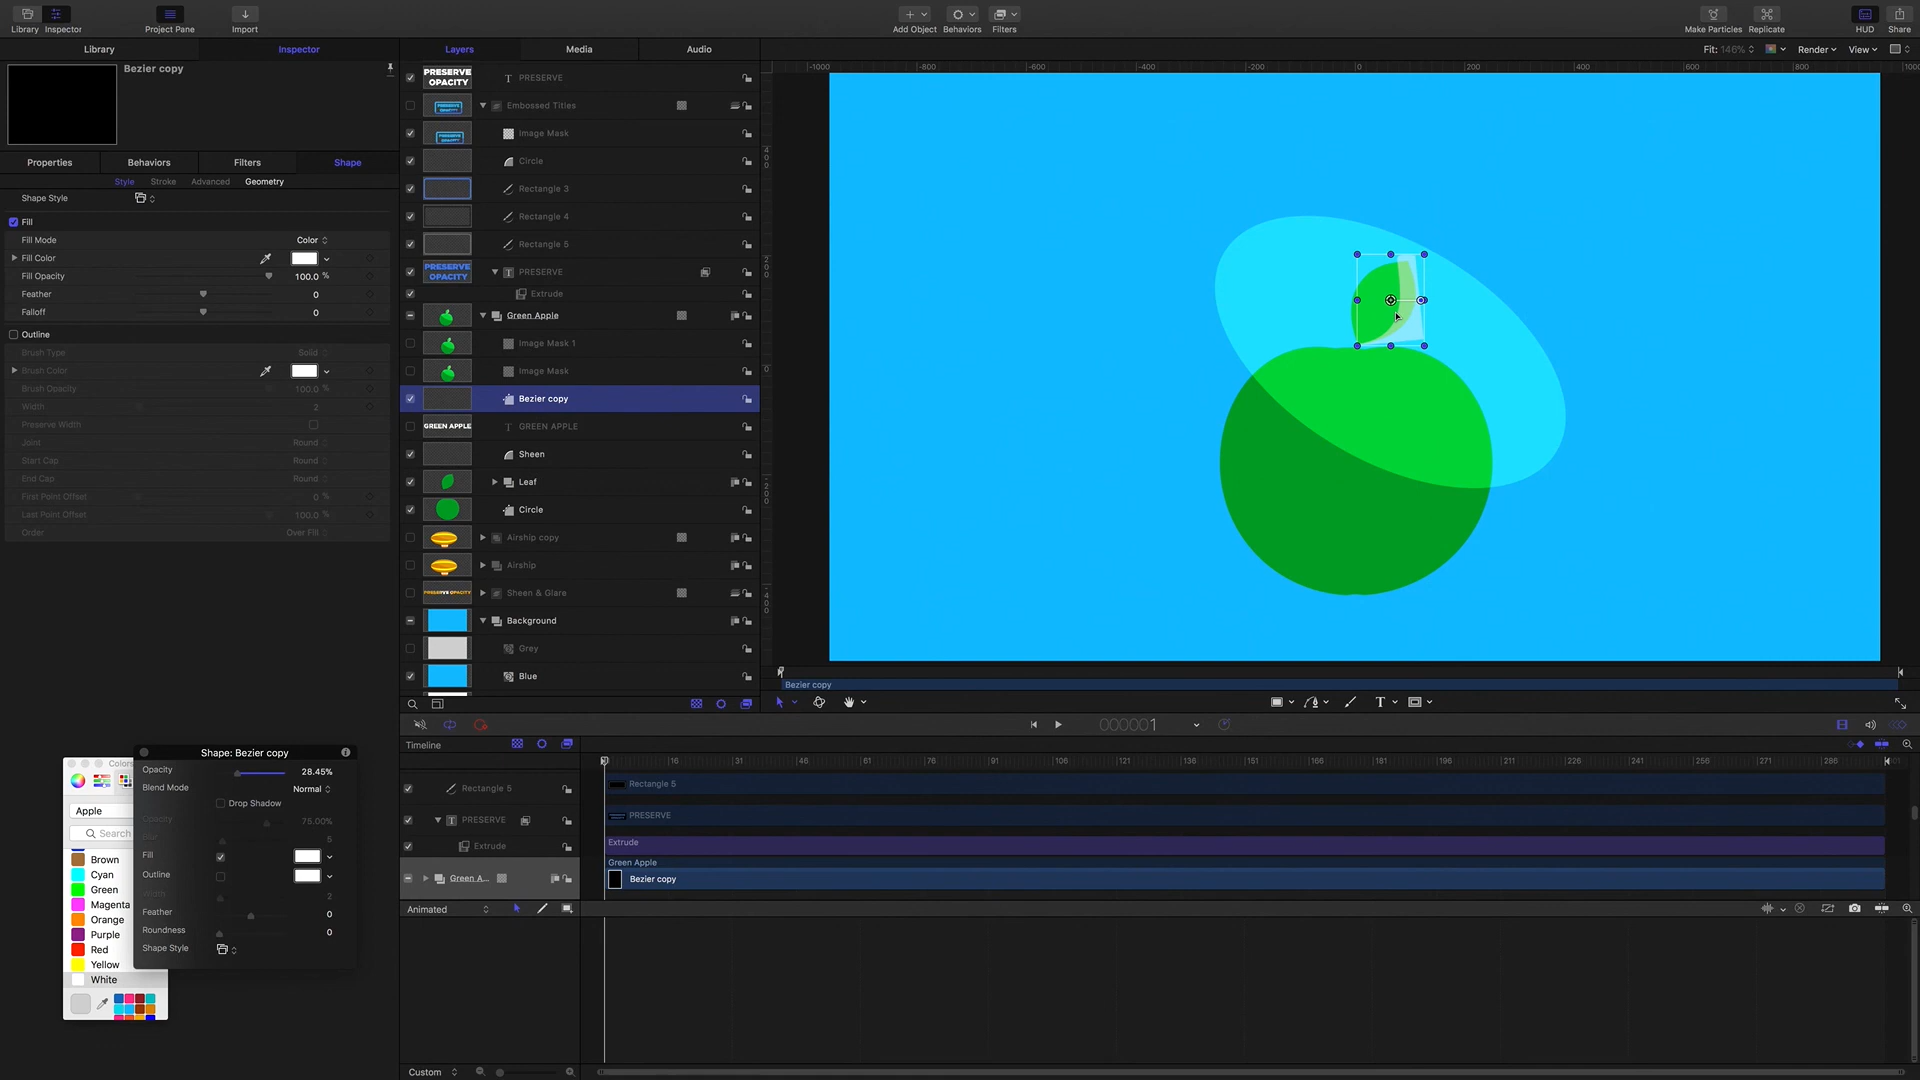 Library
Inspector
Project Pane
Import
Add Object
Behaviors
Filters
Make Particles
Replicate
HUD
Share
Library
Inspector
Layers
Media
Audio
Fit: 146%
Render
View
Bezier copy
Properties
Behaviors
Filters
Shape
Style
Stroke
Advanced
Geometry
Shape Style
Fill
Fill Mode
Color
Fill Color
Fill Opacity
100.0 %
Feather
0
Falloff
0
Outline
Brush Type
Solid
Brush Color
Brush Opacity
100.0 %
Width
2
Preserve Width
Joint
Round
Start Cap
Round
End Cap
Round
First Point Offset
0 %
Last Point Offset
100.0 %
Order
Over Fill
PRESERVE OPACITY
PRESERVE
Embossed Titles
Image Mask
Circle
Rectangle 3
Rectangle 4
Rectangle 5
PRESERVE OPACITY
PRESERVE
Extrude
Green Apple
Image Mask 1
Image Mask
Bezier copy
GREEN APPLE
GREEN APPLE
Sheen
Leaf
Circle
Airship copy
Airship
PRESERVE OPACITY
Sheen & Glare
Background
Grey
Blue
-1000
-800
-600
-400
-200
0
200
400
600
800
1000
Bezier copy
000001
Timeline
16
31
46
61
76
91
106
121
136
151
166
181
196
211
226
241
256
271
286
Rectangle 5
Rectangle 5
PRESERVE
PRESERVE
Extrude
Extrude
Green Apple
Green A...
Bezier copy
Animated
Custom
Colors
Apple
Search
Brown
Cyan
Green
Magenta
Orange
Purple
Red
Yellow
White
Shape: Bezier copy
Opacity
28.45%
Blend Mode
Normal
Drop Shadow
Opacity
75.00%
Blur
5
Fill
Outline
Width
2
Feather
0
Roundness
0
Shape Style